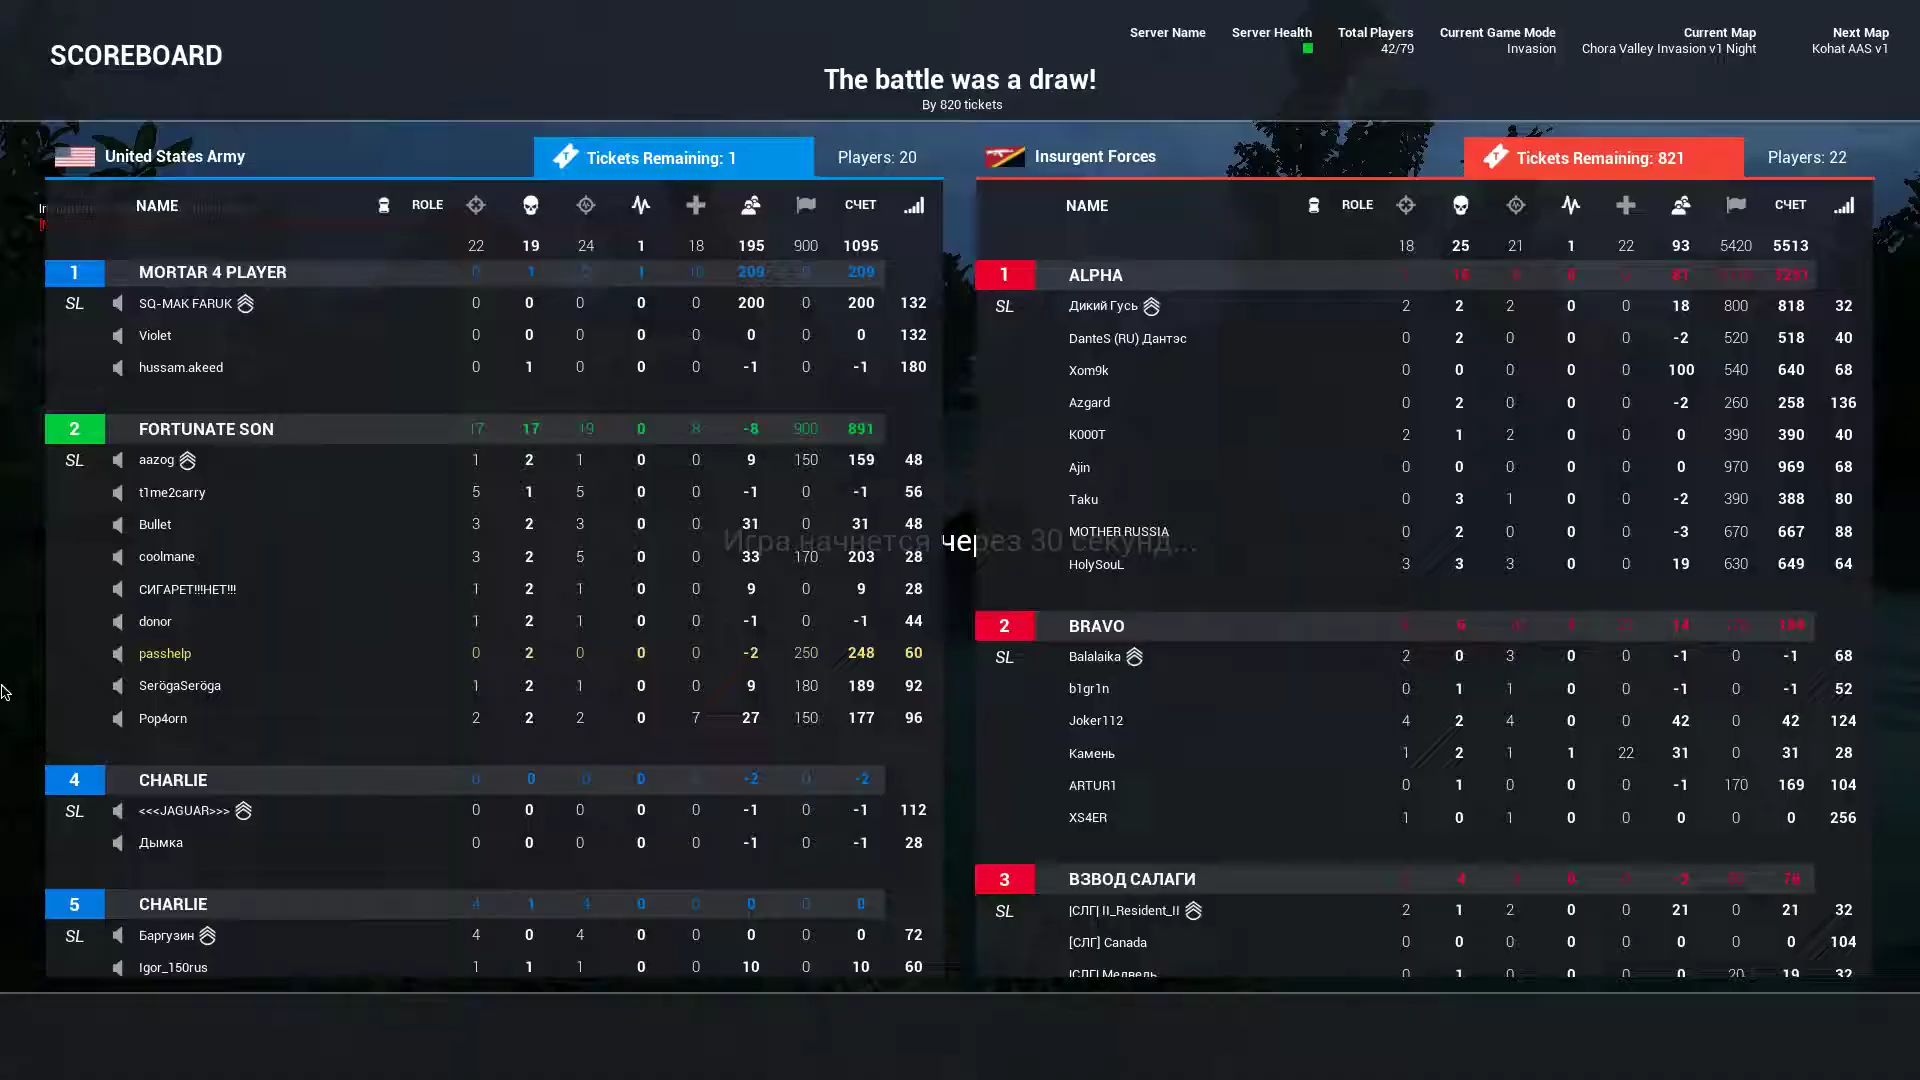 SCOREBOARD
Server Name Server Health Total Players Current Game Mode Current Map Next Map
42/79 Invasion Chora Valley Invasion v1 Night Kohat AAS v1
The battle was a draw!
By 820 tickets
United States Army Tickets Remaining: 1 Players: 20
NAME ROLE СЧЕТ
22 19 24 1 18 195 900 1095
1 MORTAR 4 PLAYER 0 1 0 1 10 209 209
SL SQ-MAK FARUK 0 0 0 0 0 200 0 200 132
Violet 0 0 0 0 0 0 0 0 132
hussam.akeed 0 1 0 0 0 -1 0 -1 180
2 FORTUNATE SON 17 17 19 0 8 -8 900 891
SL aazog 1 2 1 0 0 9 150 159 48
t1me2carry 5 1 5 0 0 -1 0 -1 56
Bullet 3 2 3 0 0 31 0 31 48
coolmane 3 2 5 0 0 33 170 203 28
СИГАРЕТ!!!НЕТ!!! 1 2 1 0 0 9 0 9 28
donor 1 2 1 0 0 -1 0 -1 44
passhelp 0 2 0 0 0 -2 250 248 60
SerögaSeröga 1 2 1 0 0 9 180 189 92
Pop4orn 2 2 2 0 7 27 150 177 96
4 CHARLIE 0 0 0 0 -2 0 -2
SL <<<JAGUAR>>> 0 0 0 0 0 -1 0 -1 112
Дымка 0 0 0 0 0 -1 0 -1 28
5 CHARLIE 4 1 4 0 0 0 0 0
SL Баргузин 4 0 4 0 0 0 0 0 72
Igor_150rus 1 1 1 0 0 10 0 10 60
Игра начнется через 30 секунд...
Insurgent Forces Tickets Remaining: 821 Players: 22
NAME ROLE СЧЕТ
18 25 21 1 22 93 5420 5513
1 ALPHA 0 81
SL Дикий Гусь 2 2 2 0 0 18 800 818 32
DanteS (RU) Дантэс 0 2 0 0 0 -2 520 518 40
Xom9k 0 0 0 0 0 100 540 640 68
Azgard 0 2 0 0 0 -2 260 258 136
K000T 2 1 2 0 0 0 390 390 40
Ajin 0 0 0 0 0 0 970 969 68
Taku 0 3 1 0 0 -2 390 388 80
MOTHER RUSSIA 0 2 0 0 0 -3 670 667 88
HolySouL 3 3 3 0 0 19 630 649 64
2 BRAVO 6 14
SL Balalaika 2 0 3 0 0 -1 0 -1 68
b1gr1n 0 1 1 0 0 -1 0 -1 52
Joker112 4 2 4 0 0 42 0 42 124
Камень 1 2 1 1 22 31 0 31 28
ARTUR1 0 1 0 0 0 -1 170 169 104
XS4ER 1 0 1 0 0 0 0 0 256
3 ВЗВОД САЛАГИ 4 0
SL |СЛГ| II_Resident_II 2 1 2 0 0 21 0 21 32
[СЛГ] Canada 0 0 0 0 0 0 0 0 104
|СЛГ| Медведь 0 1 0 0 0 0 20 19 32